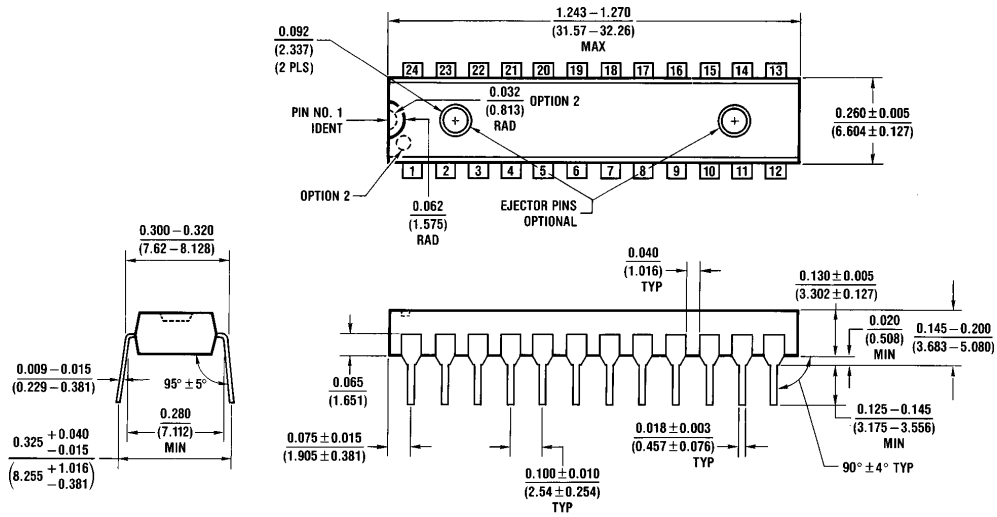 1.243 – 1.270
(31.57 – 32.26)
MAX
0.092
(2.337)
(2 PLS)
24 23 22 21 20 19 18 17 16 15 14 13
0.032
(0.813)
RAD
OPTION 2
PIN NO. 1
IDENT
0.260 ± 0.005
(6.604 ± 0.127)
1 2 3 4 5 6 7 8 9 10 11 12
OPTION 2
0.062
(1.575)
RAD
EJECTOR PINS
OPTIONAL
0.300 – 0.320
(7.62 – 8.128)
0.040
(1.016)
TYP
0.130 ± 0.005
(3.302 ± 0.127)
0.020
(0.508)
MIN
0.145 – 0.200
(3.683 – 5.080)
0.009 – 0.015
(0.229 – 0.381)
95° ± 5°
0.065
(1.651)
0.280
(7.112)
MIN
0.125 – 0.145
(3.175 – 3.556)
MIN
0.325 +0.040
–0.015
(8.255 +1.016
–0.381)
0.075 ± 0.015
(1.905 ± 0.381)
0.018 ± 0.003
(0.457 ± 0.076)
TYP
90° ± 4° TYP
0.100 ± 0.010
(2.54 ± 0.254)
TYP